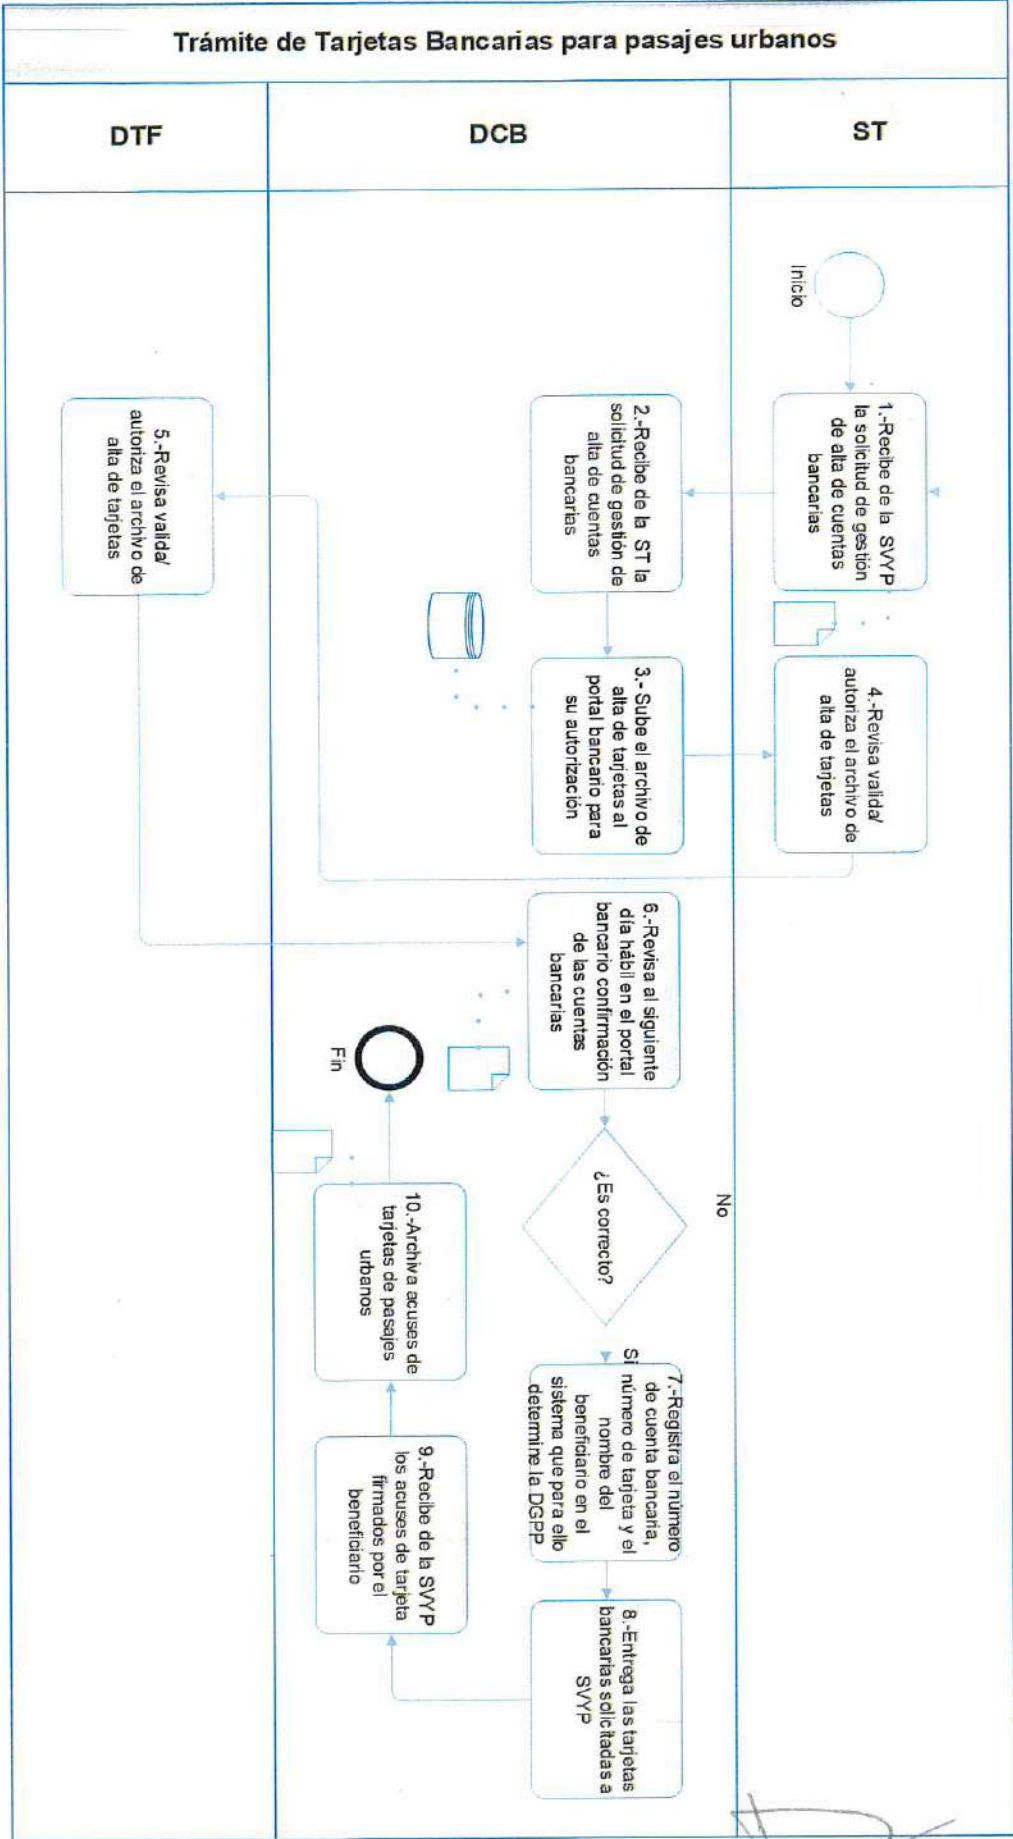 Trámite de Tarjetas Bancarias para pasajes urbanos
ST
DCB
DTF
Inicio
1.-Recibe de la SVYP
la solicitud de gestión
de alta de cuentas
bancarias
2.-Recibe de la ST la
solicitud de gestión de
alta de cuentas
bancarias
3.- Sube el archivo de
alta de tarjetas al
portal bancario para
su autorización
4.-Revisa valida/
autoriza el archivo de
alta de tarjetas
5.-Revisa valida/
autoriza el archivo de
alta de tarjetas
6.-Revisa al siguiente
día hábil en el portal
bancario confirmación
de las cuentas
bancarias
¿Es correcto?
No
Si
7.-Registra el número
de cuenta bancaria,
número de tarjeta y el
nombre del
beneficiario en el
sistema que para ello
determine la DGPP
8.-Entrega las tarjetas
bancarias solicitadas a
SVYP
9.-Recibe de la SVYP
los acuses de tarjeta
firmados por el
beneficiario
10.-Archiva acuses de
tarjetas de pasajes
urbanos
Fin